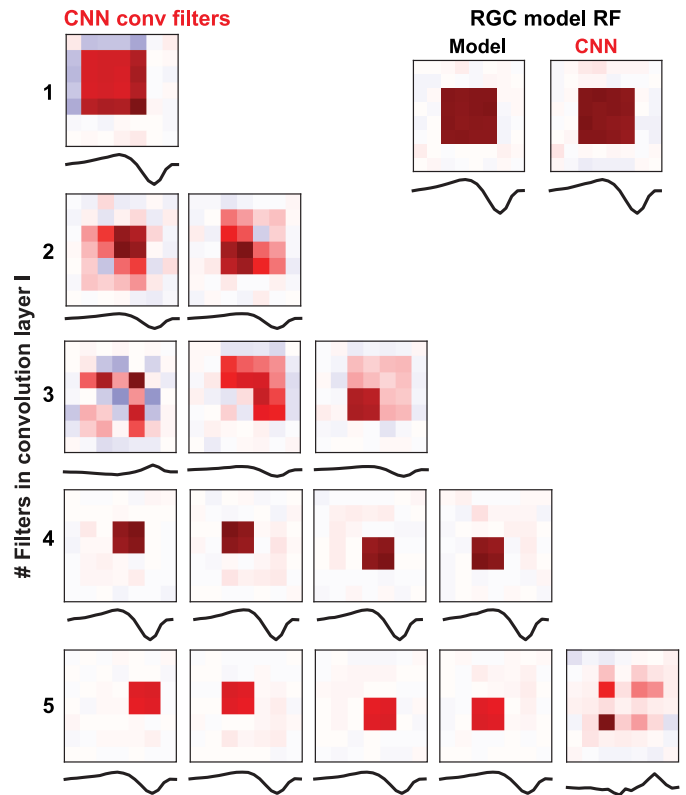 CNN conv filters
RGC model RF
Model
CNN
1
2
3
4
5
# Filters in convolution layer I